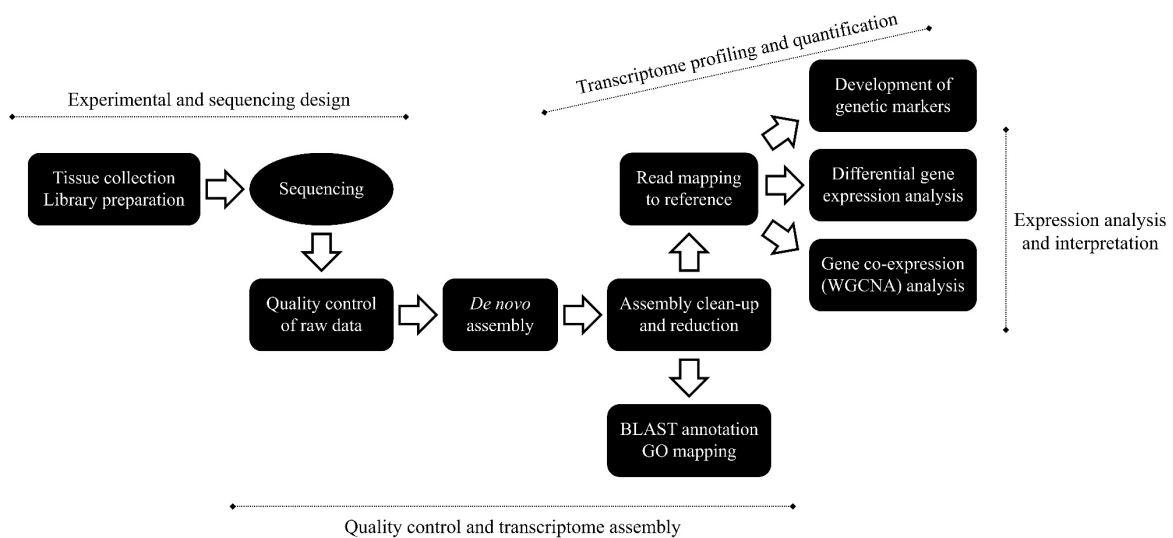 Transcriptome profiling and quantification
Experimental and sequencing design
Development of
genetic markers
Tissue collection
Library preparation
Sequencing
Read mapping
to reference
Differential gene
expression analysis
Expression analysis
and interpretation
Gene co-expression
(WGCNA) analysis
Quality control
of raw data
De novo
assembly
Assembly clean-up
and reduction
BLAST annotation
GO mapping
Quality control and transcriptome assembly